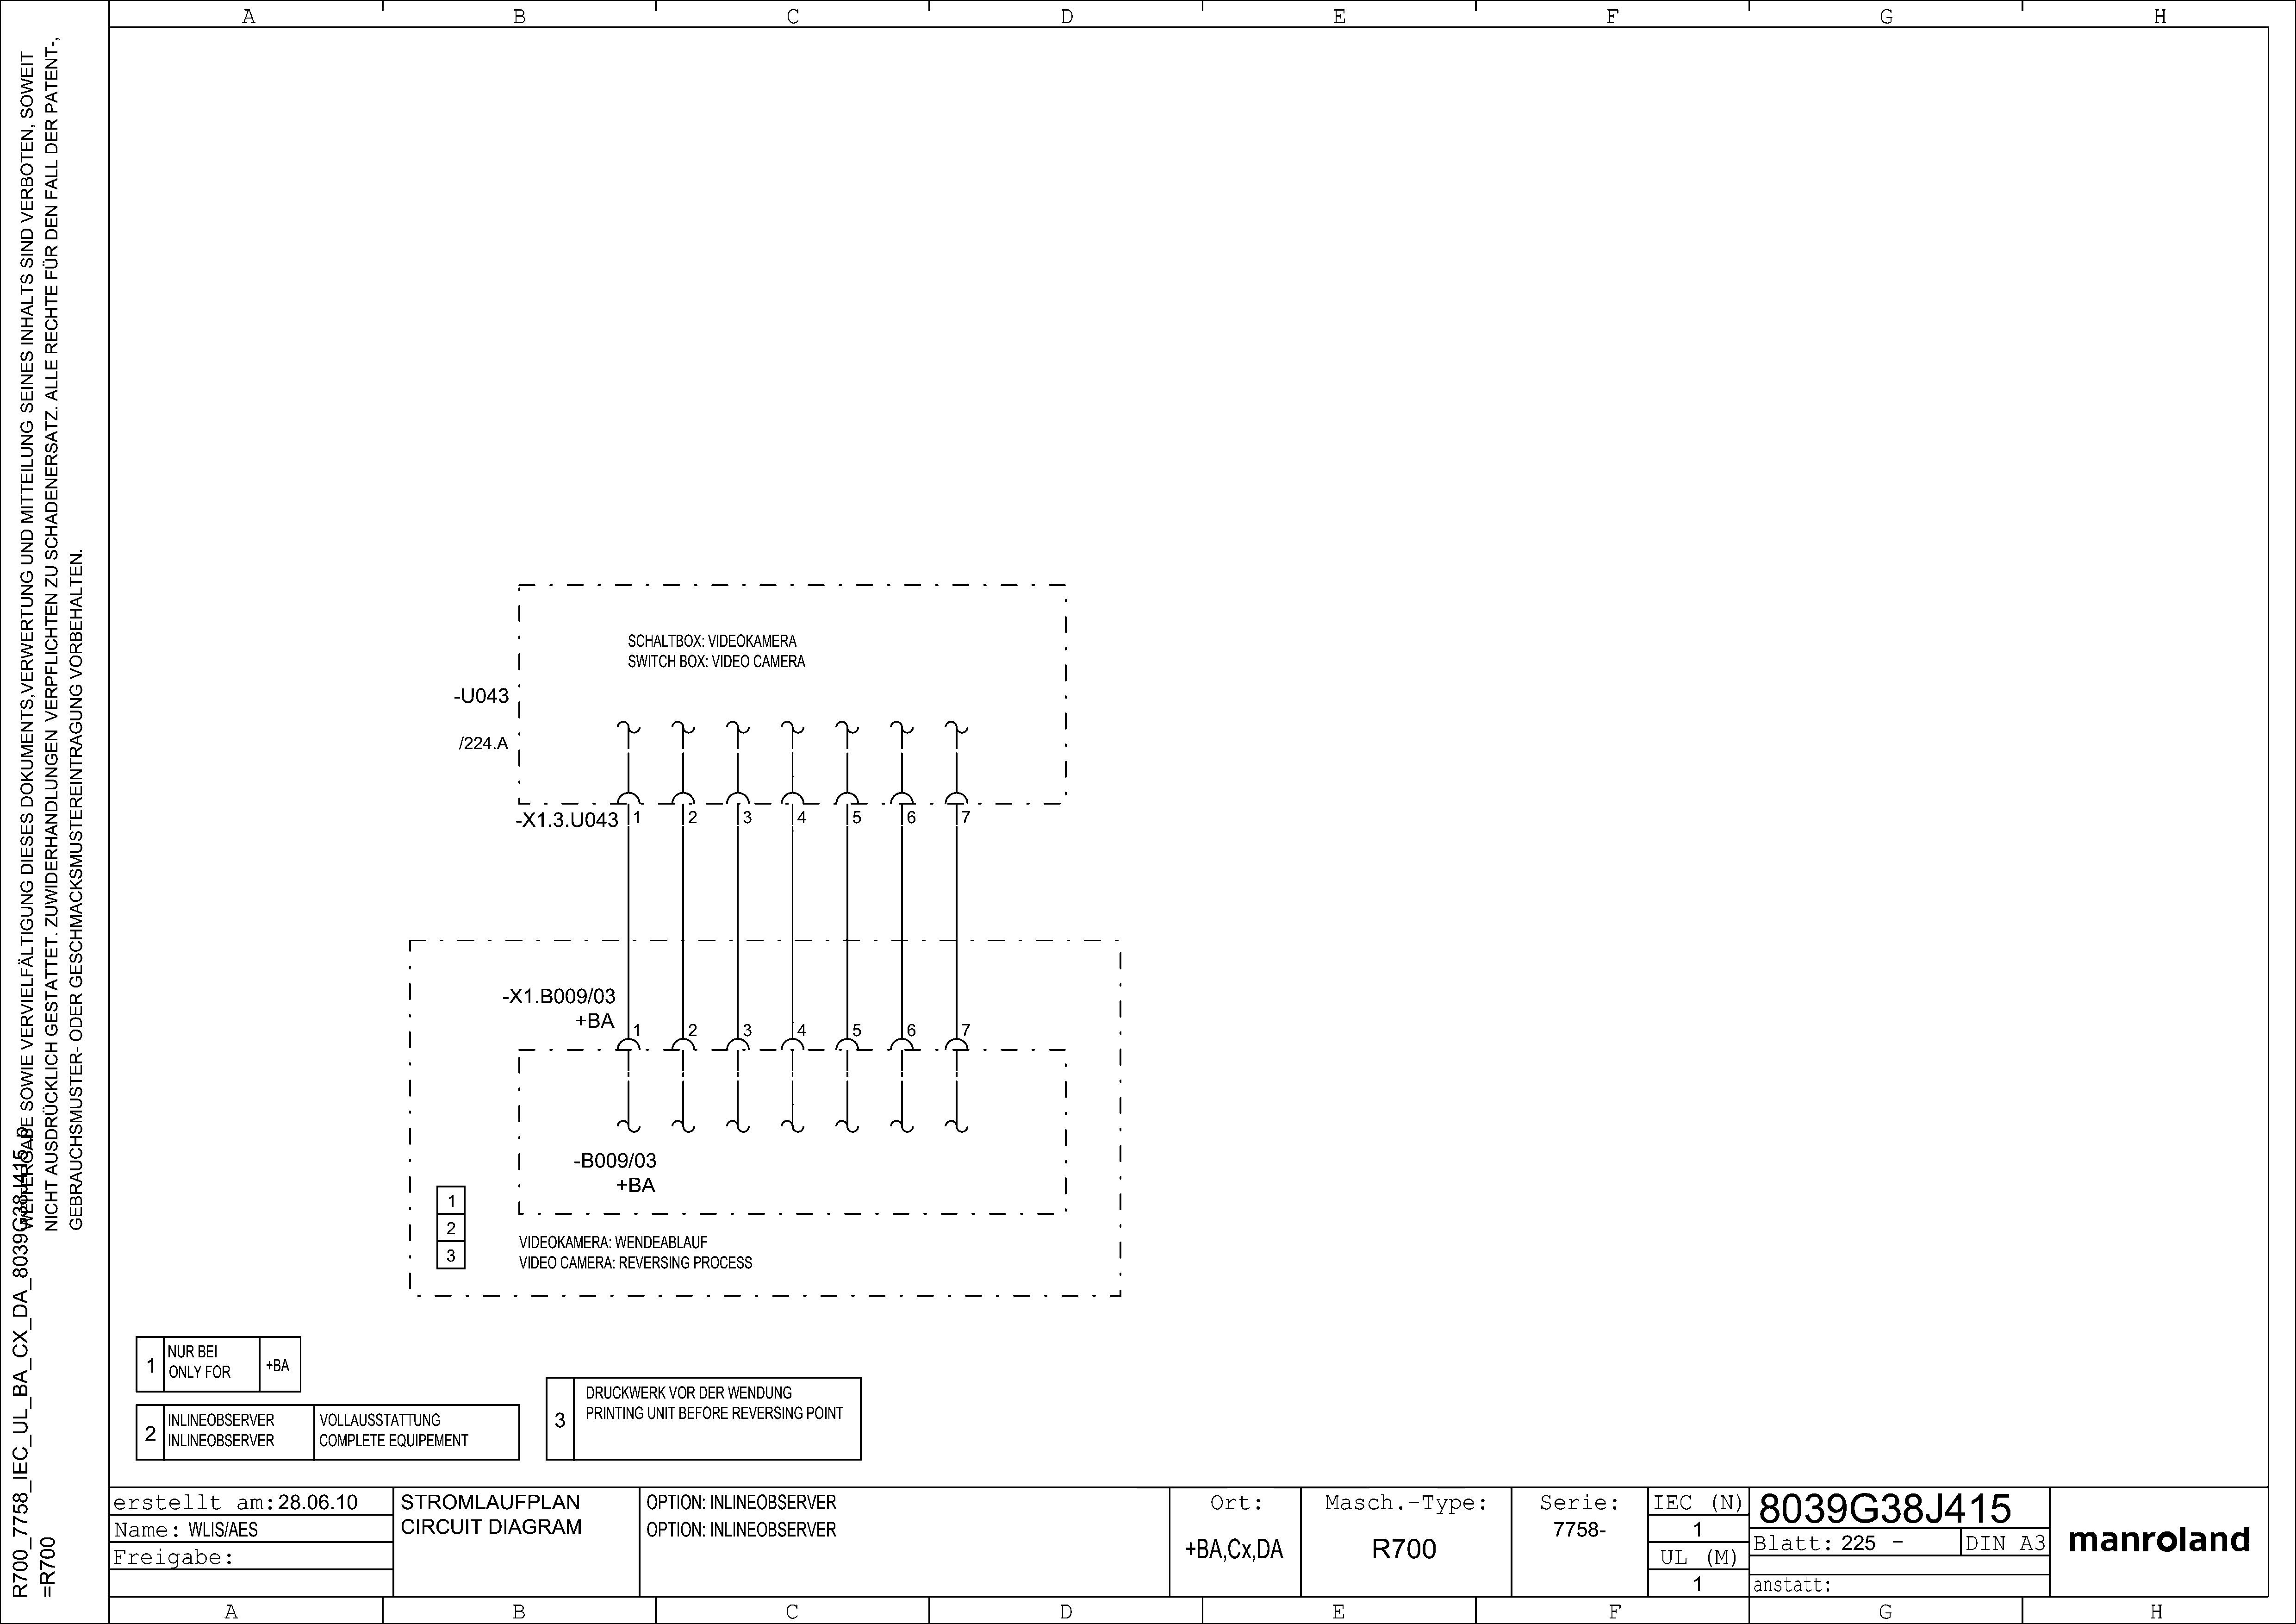 A B C D E F G H
WEITERGABE SOWIE VERVIELFÄLTIGUNG DIESES DOKUMENTS,VERWERTUNG UND MITTEILUNG SEINES INHALTS SIND VERBOTEN, SOWEIT
NICHT AUSDRÜCKLICH GESTATTET. ZUWIDERHANDLUNGEN VERPFLICHTEN ZU SCHADENERSATZ. ALLE RECHTE FÜR DEN FALL DER PATENT-,
GEBRAUCHSMUSTER- ODER GESCHMACKSMUSTEREINTRAGUNG VORBEHALTEN.
R700_7758_IEC_UL_BA_CX_DA_8039G38J415_D
=R700
SCHALTBOX: VIDEOKAMERA
SWITCH BOX: VIDEO CAMERA
-U043
/224.A
-X1.3.U043 1 2 3 4 5 6 7
-X1.B009/03
+BA
1 2 3 4 5 6 7
-B009/03
+BA
1
2
3
VIDEOKAMERA: WENDEABLAUF
VIDEO CAMERA: REVERSING PROCESS
1 NUR BEI
ONLY FOR
+BA
2 INLINEOBSERVER
INLINEOBSERVER
VOLLAUSSTATTUNG
COMPLETE EQUIPEMENT
3 DRUCKWERK VOR DER WENDUNG
PRINTING UNIT BEFORE REVERSING POINT
erstellt am: 28.06.10
Name: WLIS/AES
Freigabe:
STROMLAUFPLAN
CIRCUIT DIAGRAM
OPTION: INLINEOBSERVER
OPTION: INLINEOBSERVER
Ort:
+BA,Cx,DA
Masch.-Type:
R700
Serie:
7758-
IEC (N)
1
UL (M)
1
8039G38J415
Blatt: 225 -
DIN A3
anstatt:
manroland
A B C D E F G H